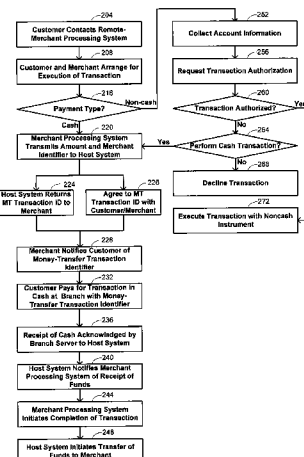 204
Customer Contacts Remote-
Merchant Processing System
208
Customer and Merchant Arrange for
Execution of Transaction
216
Payment Type?
Non-cash
Cash
220
Merchant Processing System
Transmits Amount and Merchant
Identifier to Host System
224
Host System Returns
MT Transaction ID to
Merchant
226
Agree to MT
Transaction ID with
Customer/Merchant
228
Merchant Notifies Customer of
Money-Transfer Transaction
Identifier
232
Customer Pays for Transaction in
Cash at Branch with Money-
Transfer Transaction Identifier
236
Receipt of Cash Acknowledged by
Branch Server to Host System
240
Host System Notifies Merchant
Processing System of Receipt of
Funds
244
Merchant Processing System
Initiates Completion of Transaction
248
Host System Initiates Transfer of
Funds to Merchant
252
Collect Account Information
256
Request Transaction Authorization
260
Transaction Authorized?
Yes
No
264
Perform Cash Transaction?
Yes
No
268
Decline Transaction
272
Execute Transaction with Noncash
Instrument